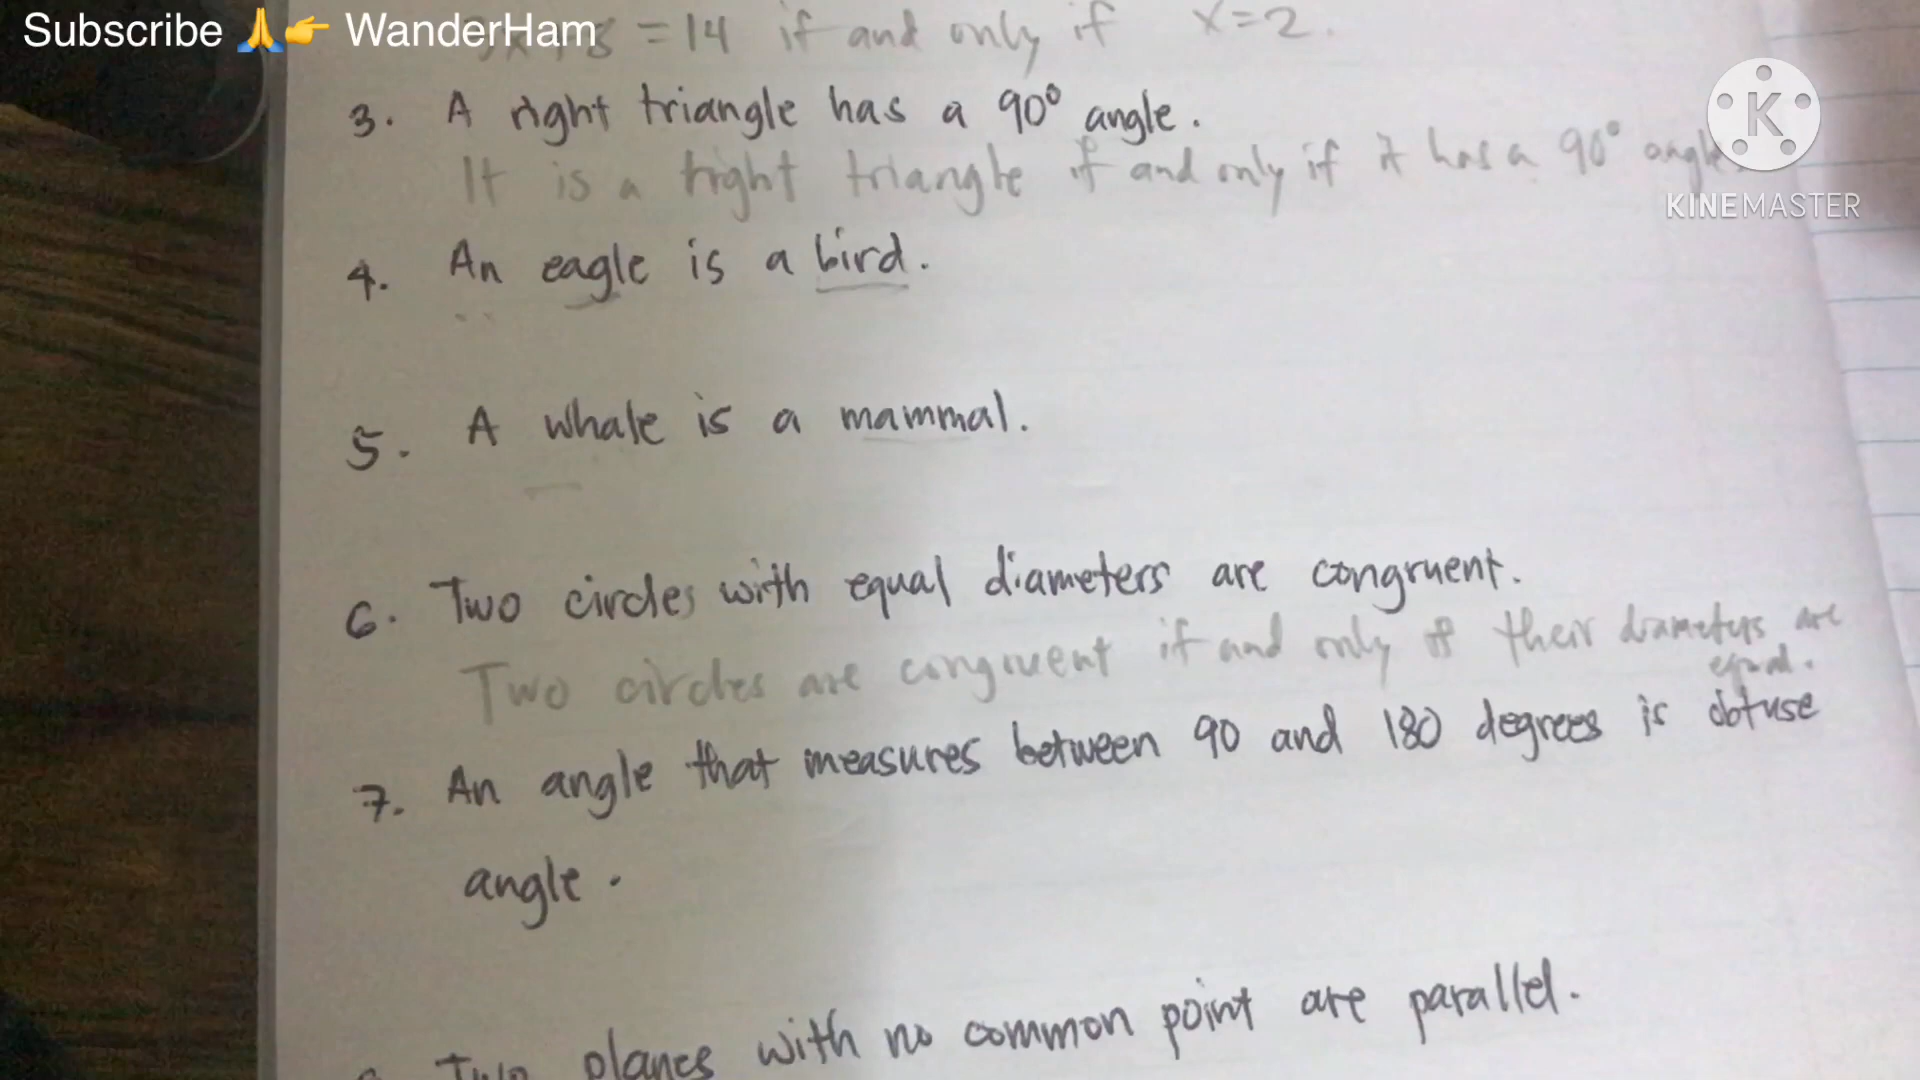 Subscribe 🙏👉 WanderHam
= 14 if and only if x = 2.
3. A right triangle has a 90° angle.
It is a right triangle if and only if it has a 90° angle
KINEMASTER
4. An eagle is a bird.
5. A whale is a mammal.
6. Two circles with equal diameters are congruent.
Two circles are congruent if and only if their diameters are
equal.
7. An angle that measures between 90 and 180 degrees is obtuse
angle.
Two planes with no common point are parallel.